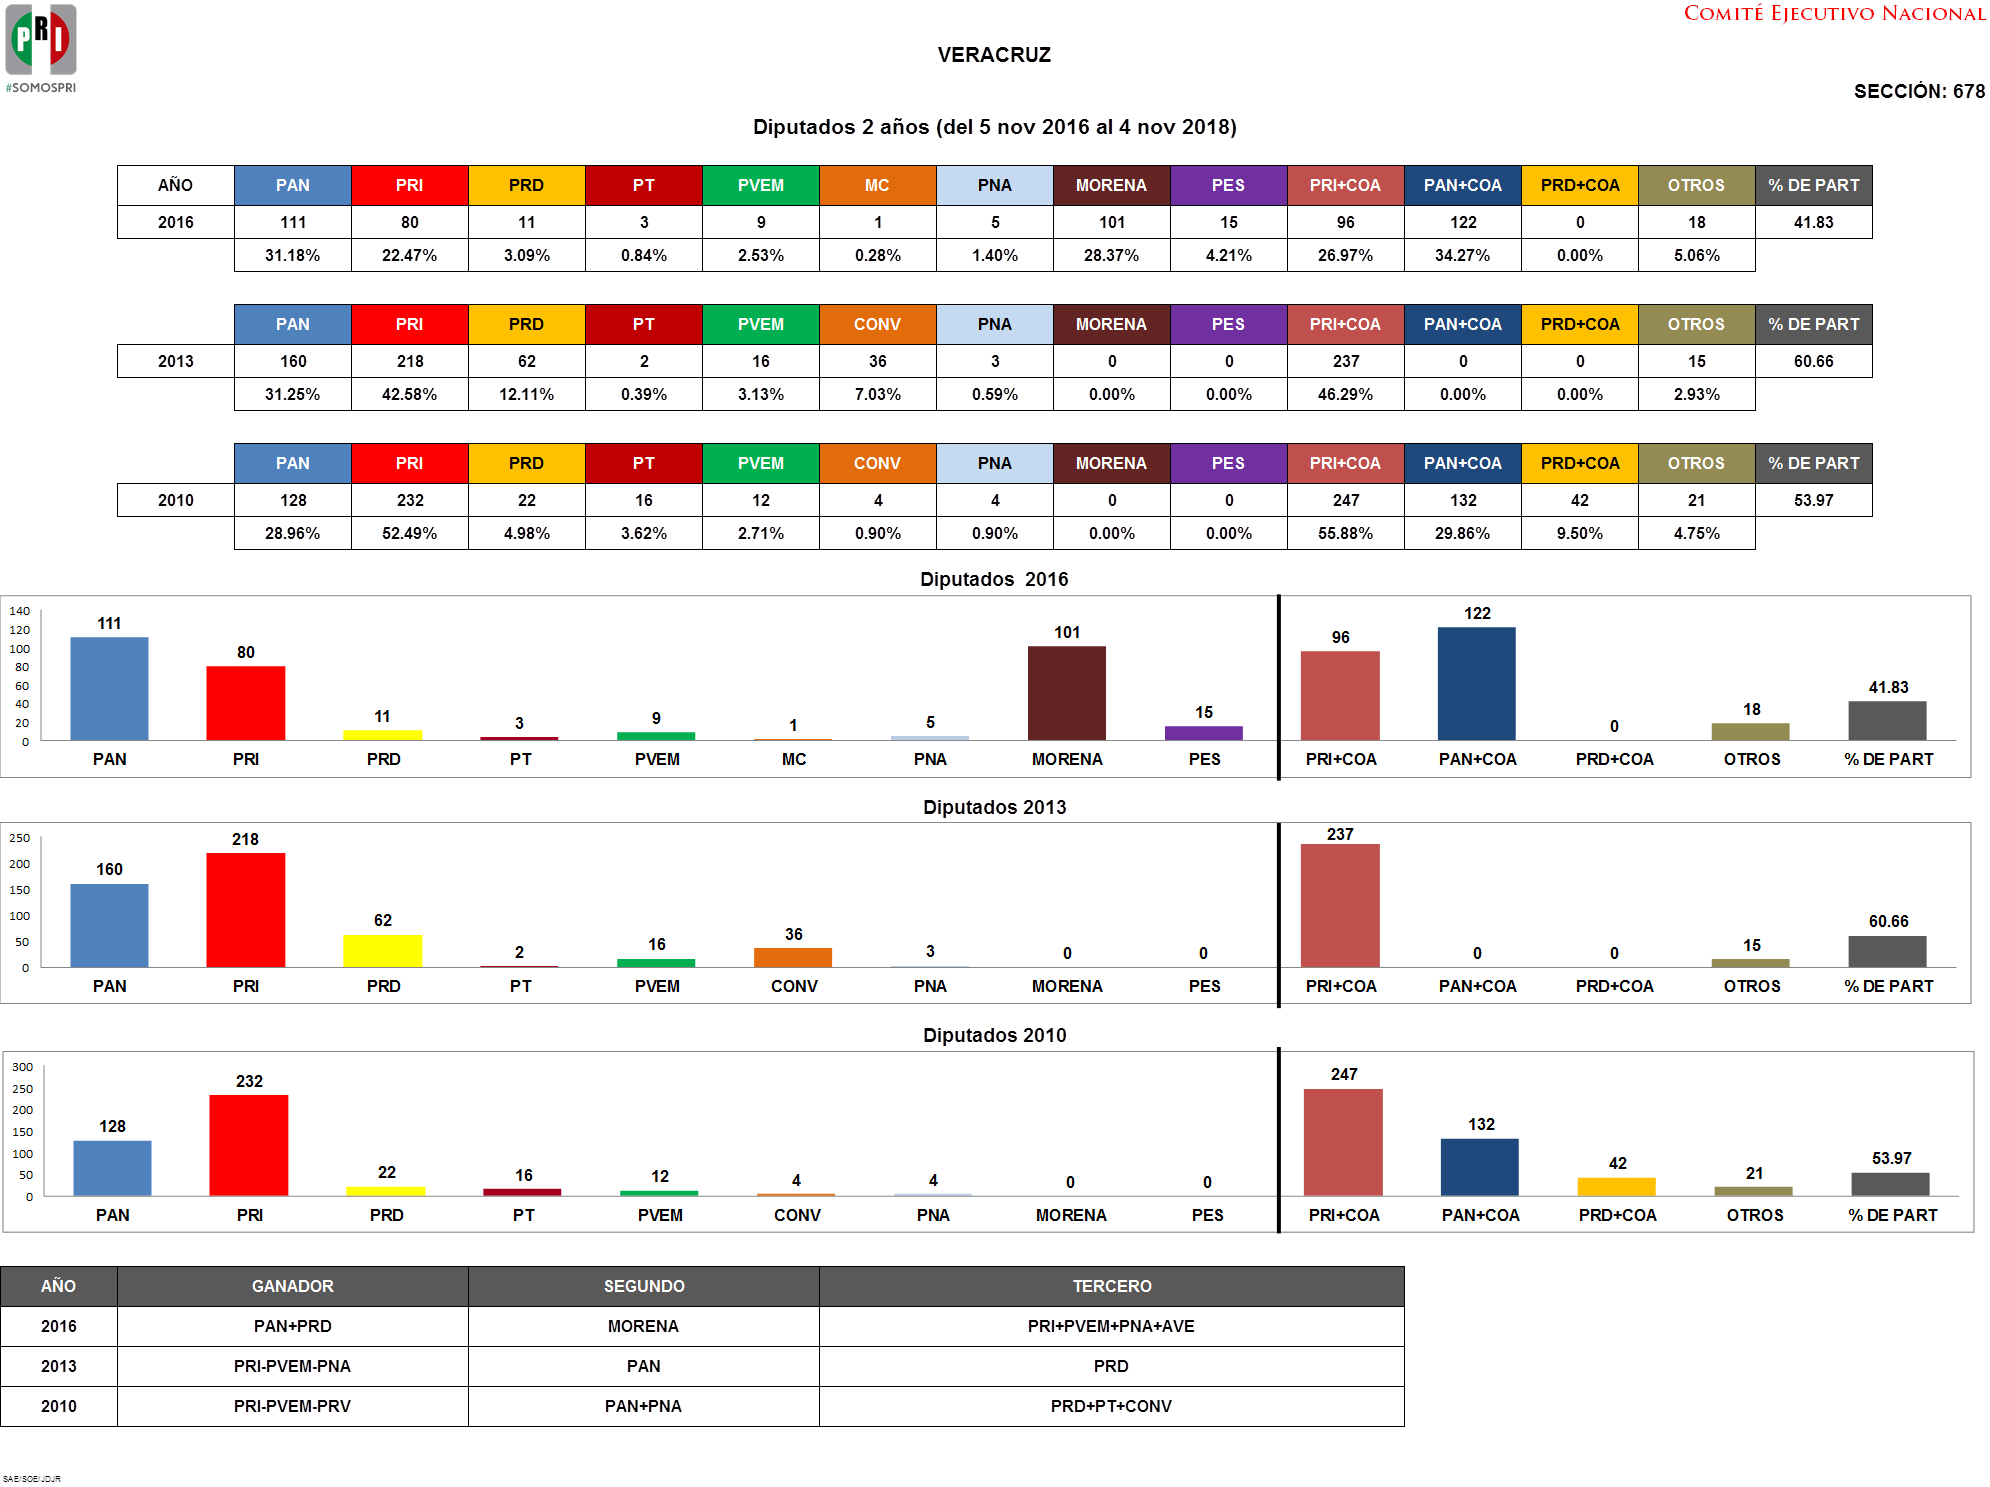 COMITÉ EJECUTIVO NACIONAL
PRI
#SOMOSPRI
VERACRUZ
SECCIÓN: 678
Diputados 2 años (del 5 nov 2016 al 4 nov 2018)
AÑO PAN PRI PRD PT PVEM MC PNA MORENA PES PRI+COA PAN+COA PRD+COA OTROS % DE PART
2016 111 80 11 3 9 1 5 101 15 96 122 0 18 41.83
31.18% 22.47% 3.09% 0.84% 2.53% 0.28% 1.40% 28.37% 4.21% 26.97% 34.27% 0.00% 5.06%
PAN PRI PRD PT PVEM CONV PNA MORENA PES PRI+COA PAN+COA PRD+COA OTROS % DE PART
2013 160 218 62 2 16 36 3 0 0 237 0 0 15 60.66
31.25% 42.58% 12.11% 0.39% 3.13% 7.03% 0.59% 0.00% 0.00% 46.29% 0.00% 0.00% 2.93%
PAN PRI PRD PT PVEM CONV PNA MORENA PES PRI+COA PAN+COA PRD+COA OTROS % DE PART
2010 128 232 22 16 12 4 4 0 0 247 132 42 21 53.97
28.96% 52.49% 4.98% 3.62% 2.71% 0.90% 0.90% 0.00% 0.00% 55.88% 29.86% 9.50% 4.75%
Diputados 2016
140
120
100
80
60
40
20
0
111 80 11 3 9 1 5 101 15 96 122 0 18 41.83
PAN PRI PRD PT PVEM MC PNA MORENA PES PRI+COA PAN+COA PRD+COA OTROS % DE PART
Diputados 2013
250
200
150
100
50
0
160 218 62 2 16 36 3 0 0 237 0 0 15 60.66
PAN PRI PRD PT PVEM CONV PNA MORENA PES PRI+COA PAN+COA PRD+COA OTROS % DE PART
Diputados 2010
300
250
200
150
100
50
0
128 232 22 16 12 4 4 0 0 247 132 42 21 53.97
PAN PRI PRD PT PVEM CONV PNA MORENA PES PRI+COA PAN+COA PRD+COA OTROS % DE PART
AÑO GANADOR SEGUNDO TERCERO
2016 PAN+PRD MORENA PRI+PVEM+PNA+AVE
2013 PRI-PVEM-PNA PAN PRD
2010 PRI-PVEM-PRV PAN+PNA PRD+PT+CONV
SAE/SOE/JDJR